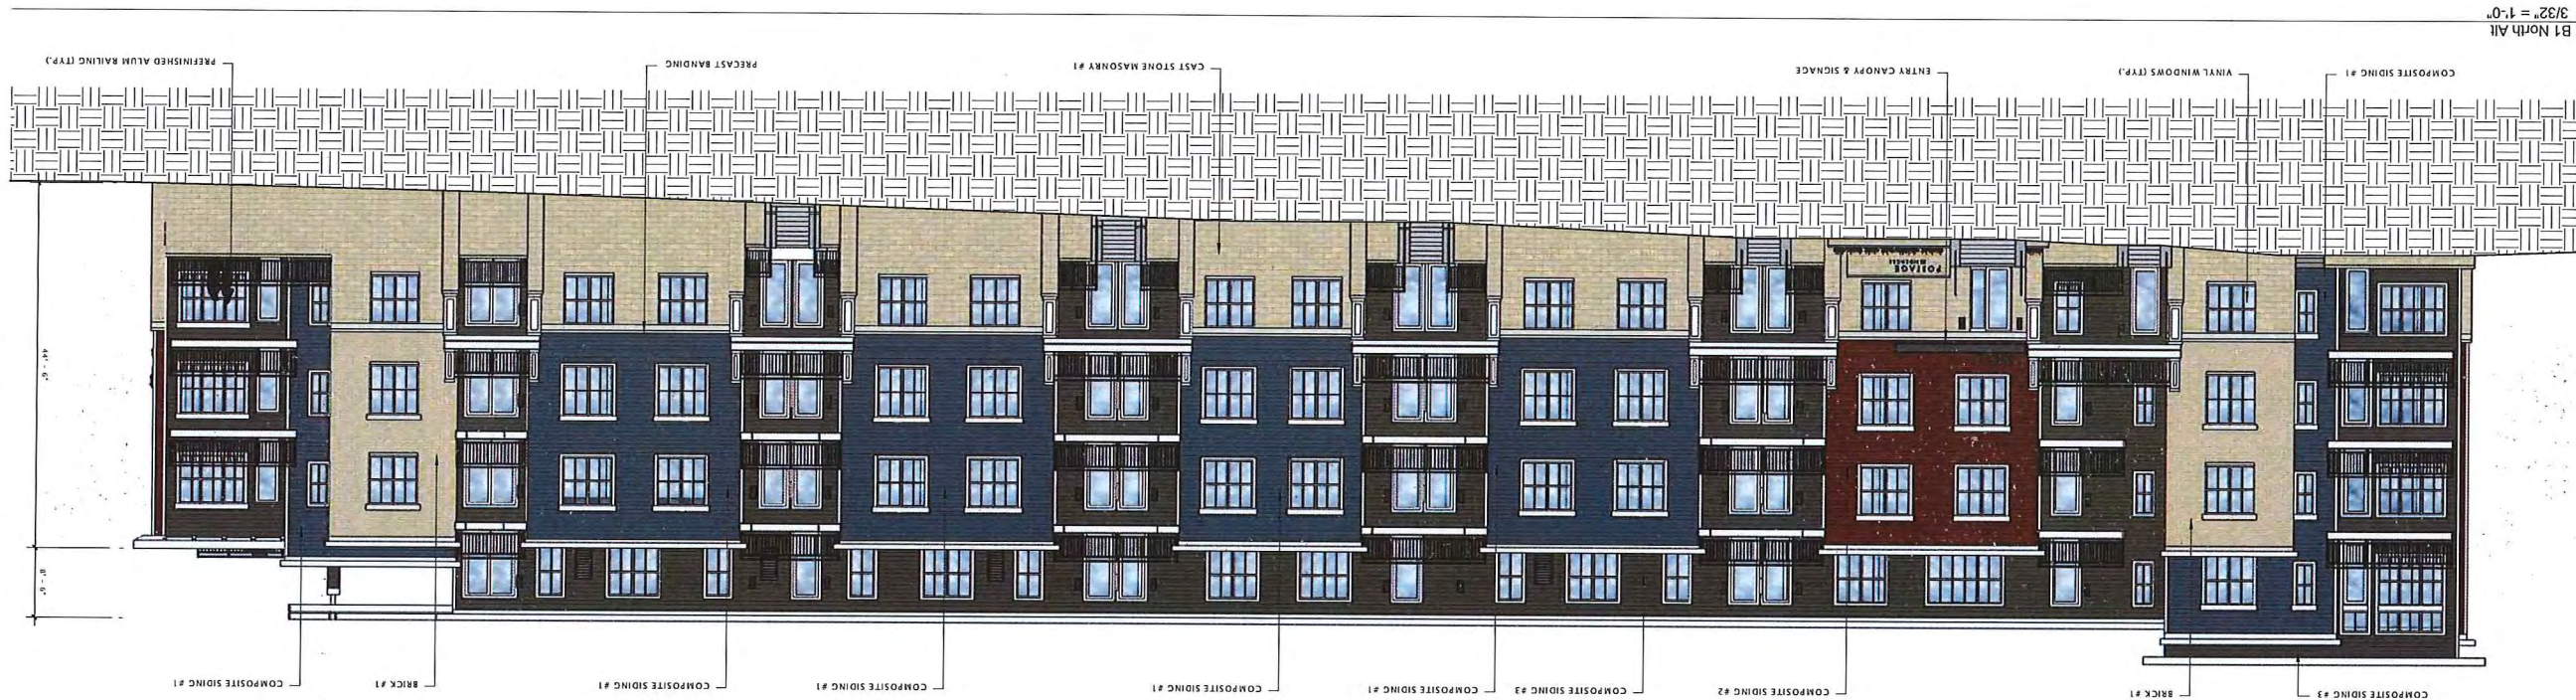 COMPOSITE SIDING #3
BRICK #1
COMPOSITE SIDING #2
COMPOSITE SIDING #3
COMPOSITE SIDING #1
COMPOSITE SIDING #1
COMPOSITE SIDING #1
COMPOSITE SIDING #1
BRICK #1
COMPOSITE SIDING #1
8' - 6"
44' - 6"
POSTAGE
COMPOSITE SIDING #1
VINYL WINDOWS (TYP.)
ENTRY CANOPY & SIGNAGE
CAST STONE MASONRY #1
PRECAST BANDING
PREFINISHED ALUM RAILING (TYP.)
B1 North Alt
3/32" = 1'-0"